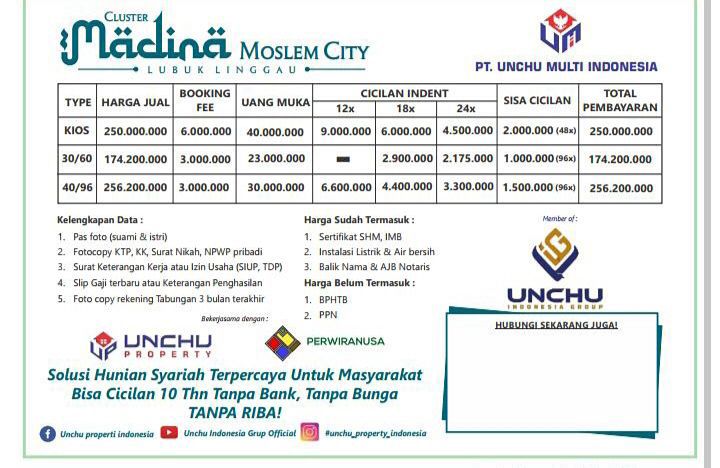 CLUSTER
Mādinā MOSLEM CITY
• LUBUK LINGGAU •
PT. UNCHU MULTI INDONESIA
TYPE HARGA JUAL BOOKING FEE UANG MUKA CICILAN INDENT SISA CICILAN TOTAL PEMBAYARAN
12x 18x 24x
KIOS 250.000.000 6.000.000 40.000.000 9.000.000 6.000.000 4.500.000 2.000.000 (48x) 250.000.000
30/60 174.200.000 3.000.000 23.000.000 - 2.900.000 2.175.000 1.000.000 (96x) 174.200.000
40/96 256.200.000 3.000.000 30.000.000 6.600.000 4.400.000 3.300.000 1.500.000 (96x) 256.200.000
Kelengkapan Data :
1. Pas foto (suami & istri)
2. Fotocopy KTP, KK, Surat Nikah, NPWP pribadi
3. Surat Keterangan Kerja atau Izin Usaha (SIUP, TDP)
4. Slip Gaji terbaru atau Keterangan Penghasilan
5. Foto copy rekening Tabungan 3 bulan terakhir
Harga Sudah Termasuk :
1. Sertifikat SHM, IMB
2. Instalasi Listrik & Air bersih
3. Balik Nama & AJB Notaris
Harga Belum Termasuk :
1. BPHTB
2. PPN
Member of :
UNCHU
INDONESIA GROUP
Bekerjasama dengan :
UNCHU
PROPERTY
PERWIRANUSA
HUBUNGI SEKARANG JUGA!
Solusi Hunian Syariah Terpercaya Untuk Masyarakat
Bisa Cicilan 10 Thn Tanpa Bank, Tanpa Bunga
TANPA RIBA!
Unchu properti indonesia
Unchu Indonesia Grup Official
#unchu_property_indonesia